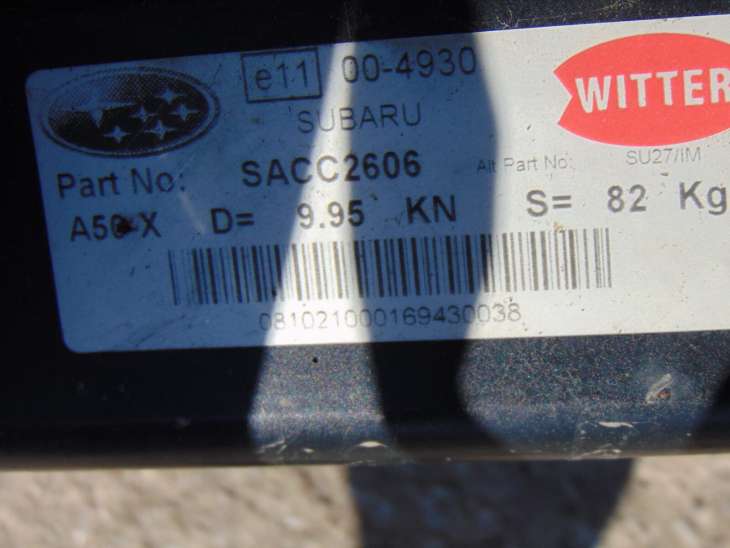 e11 00-4930
SUBARU
WITTER
Part No: SACC2606 Alt Part No: SU27/IM
A50-X D= 9.95 KN S= 82 Kg
081021000169430038